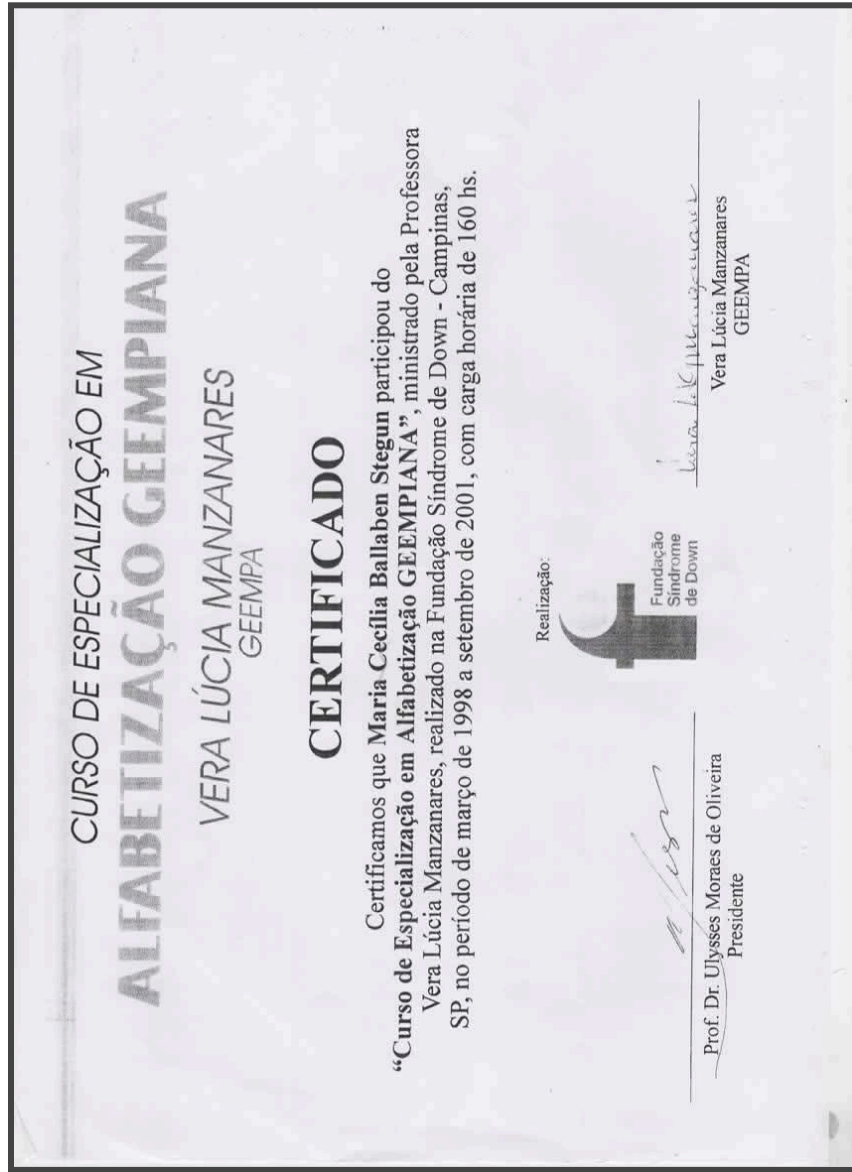 CURSO DE ESPECIALIZAÇÃO EM
ALFABETIZAÇÃO GEEMPIANA
VERA LÚCIA MANZANARES
GEEMPA
CERTIFICADO
Certificamos que Maria Cecília Ballaben Stegun participou do
“Curso de Especialização em Alfabetização GEEMPIANA”, ministrado pela Professora
Vera Lúcia Manzanares, realizado na Fundação Síndrome de Down - Campinas,
SP, no período de março de 1998 a setembro de 2001, com carga horária de 160 hs.
Realização:
Fundação
Síndrome
de Down
Prof. Dr. Ulysses Moraes de Oliveira
Presidente
Vera Lúcia Manzanares
GEEMPA